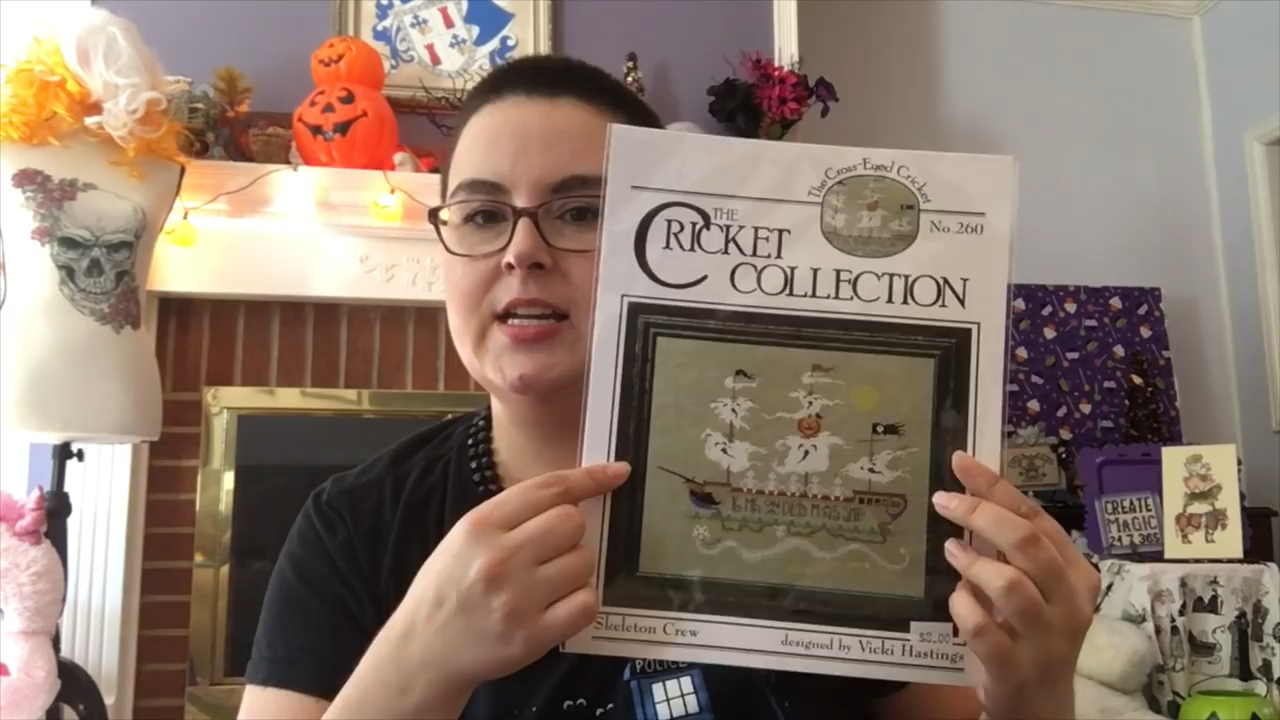 The Cross-Eyed Cricket
THE
CRICKET
COLLECTION
No.260
Skeleton Crew
designed by Vicki Hastings
$8.00
CREATE
MAGIC
24.7.365
POLICE